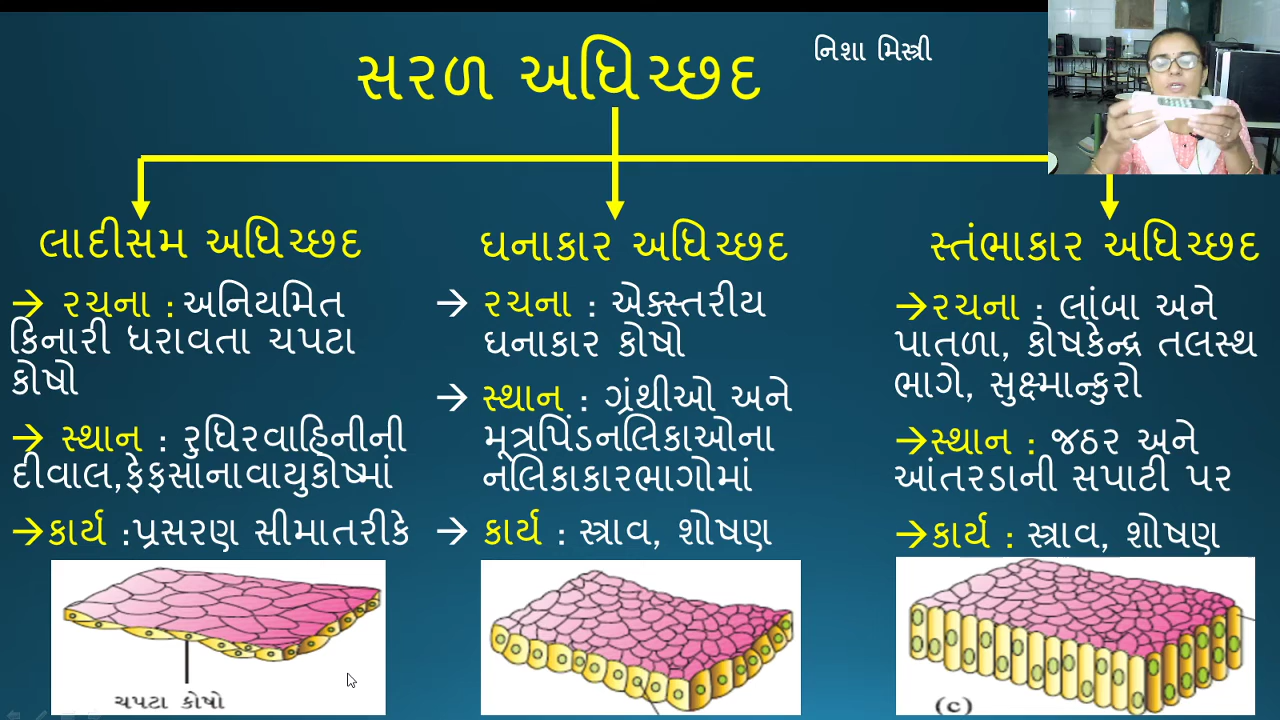 સરળ અધિચ્છદ
નિશા મિસ્ત્રી
લાદીસમ અધિચ્છદ
→ રચના : અનિયમિત
કિનારી ધરાવતા ચપટા
કોષો
→ સ્થાન : રુધિરવાહિનીની
દીવાલ,ફેફસાનાવાયુકોષ્માં
→કાર્ય :પ્રસરણ સીમાતરીકે
ચપટા કોષો
ઘનાકાર અધિચ્છદ
→ રચના : એક્સ્તરીય
ઘનાકાર કોષો
→ સ્થાન : ગ્રંથીઓ અને
મૂત્રપિંડનલિકાઓના
નલિકાકારભાગોમાં
→ કાર્ય : સ્ત્રાવ, શોષણ
સ્તંભાકાર અધિચ્છદ
→રચના : લાંબા અને
પાતળા, કોષકેન્દ્ર તલસ્થ
ભાગે, સુક્ષ્માન્કુરો
→સ્થાન : જઠર અને
આંતરડાની સપાટી પર
→કાર્ય : સ્ત્રાવ, શોષણ
(c)